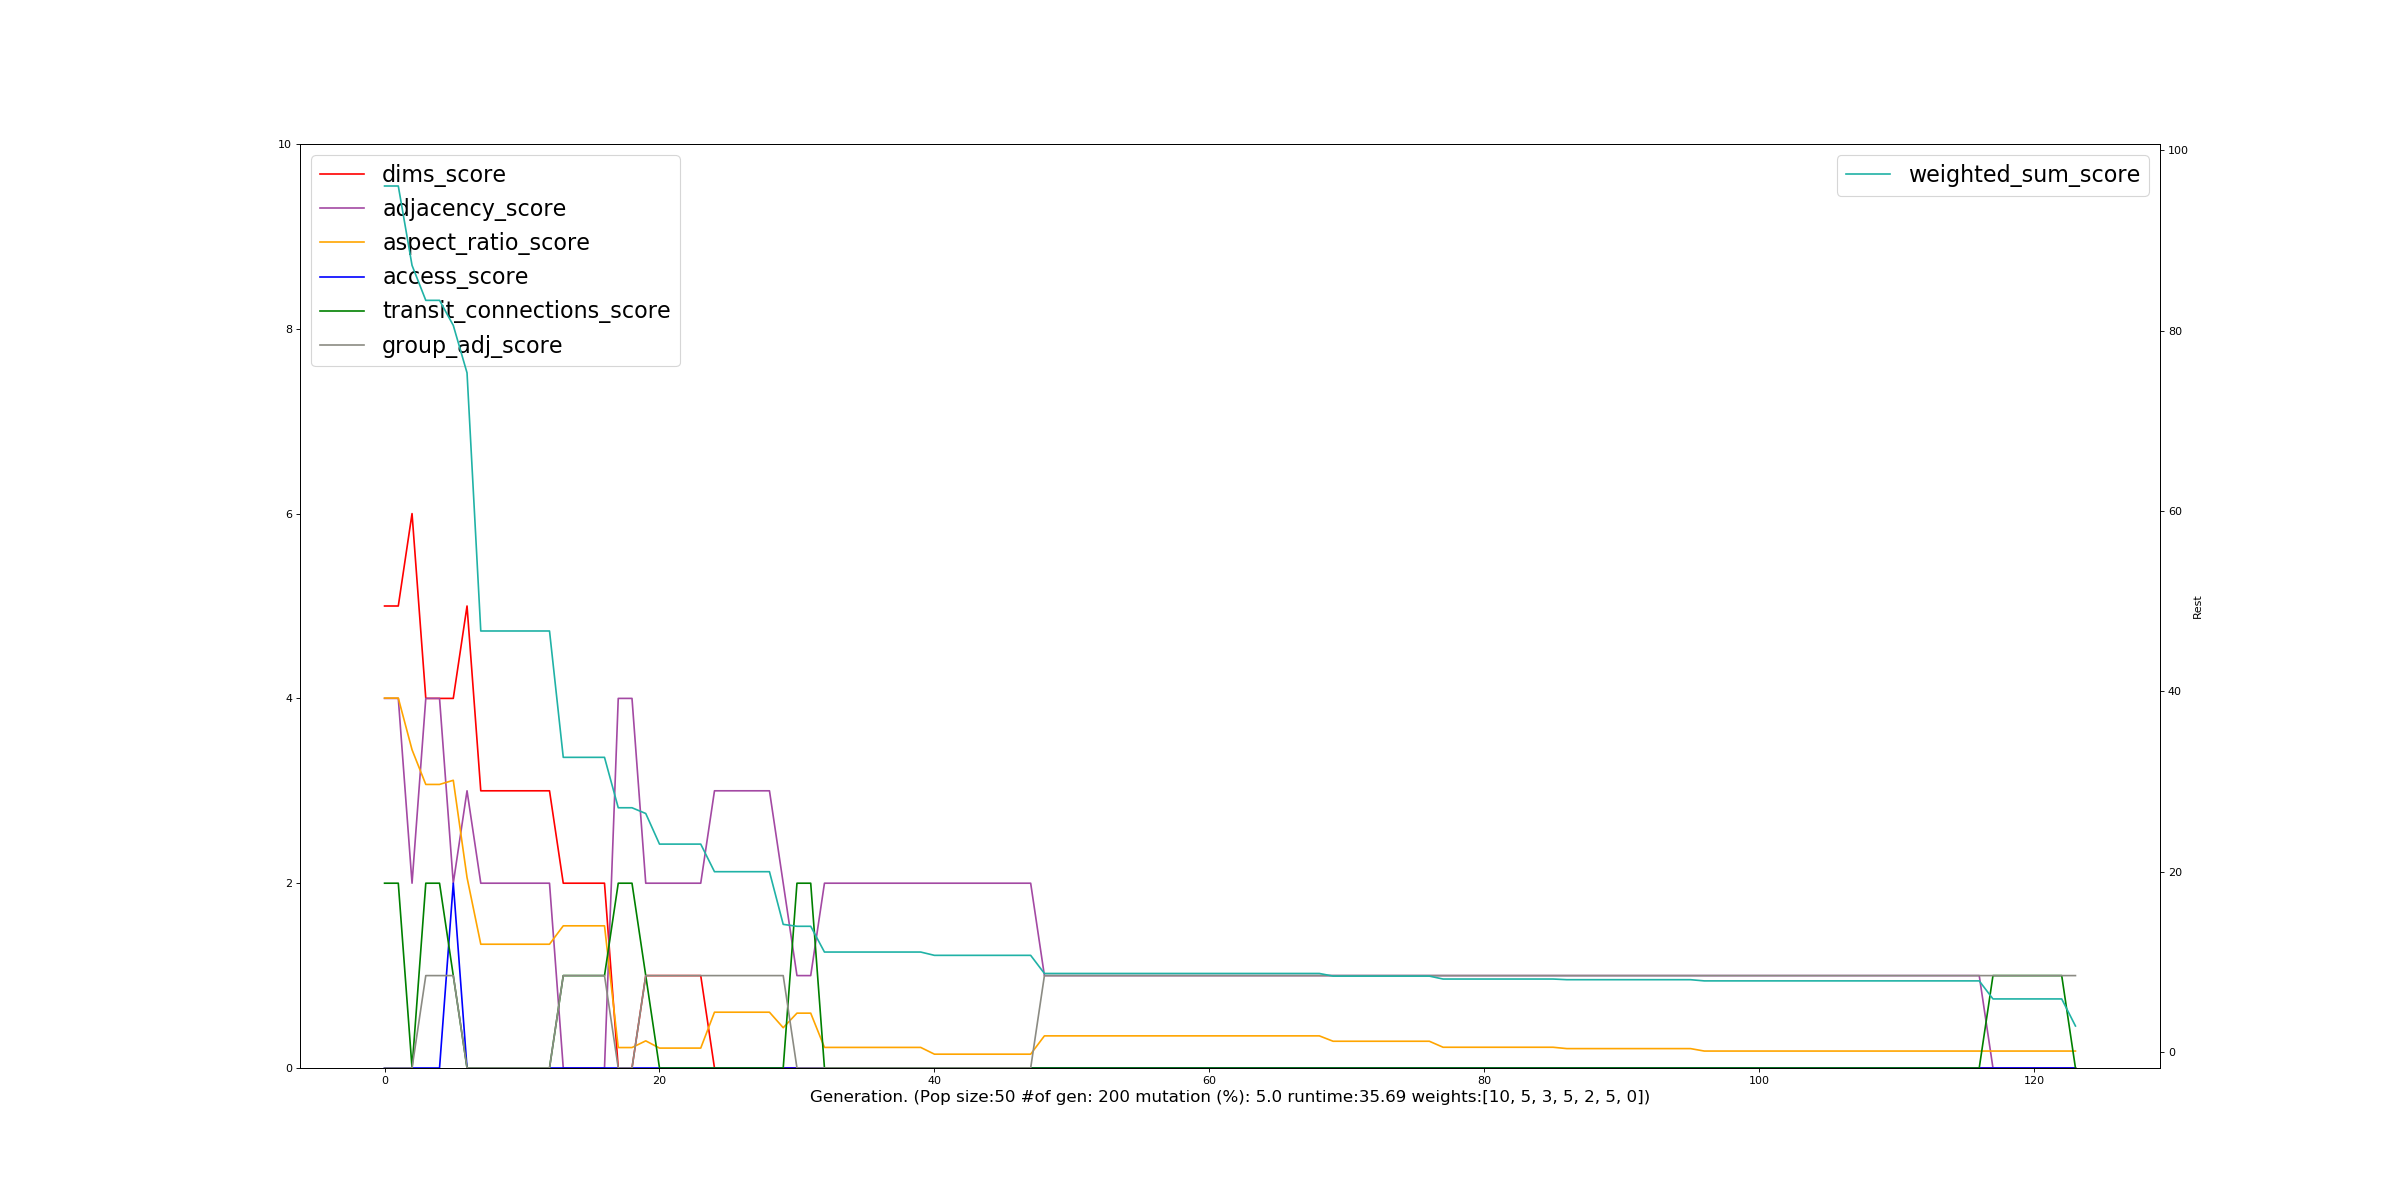 10
8
6
4
2
0
dims_score
adjacency_score
aspect_ratio_score
access_score
transit_connections_score
group_adj_score
weighted_sum_score
100
80
60
40
20
0
Rest
0 20 40 60 80 100 120
Generation. (Pop size:50 #of gen: 200 mutation (%): 5.0 runtime:35.69 weights:[10, 5, 3, 5, 2, 5, 0])